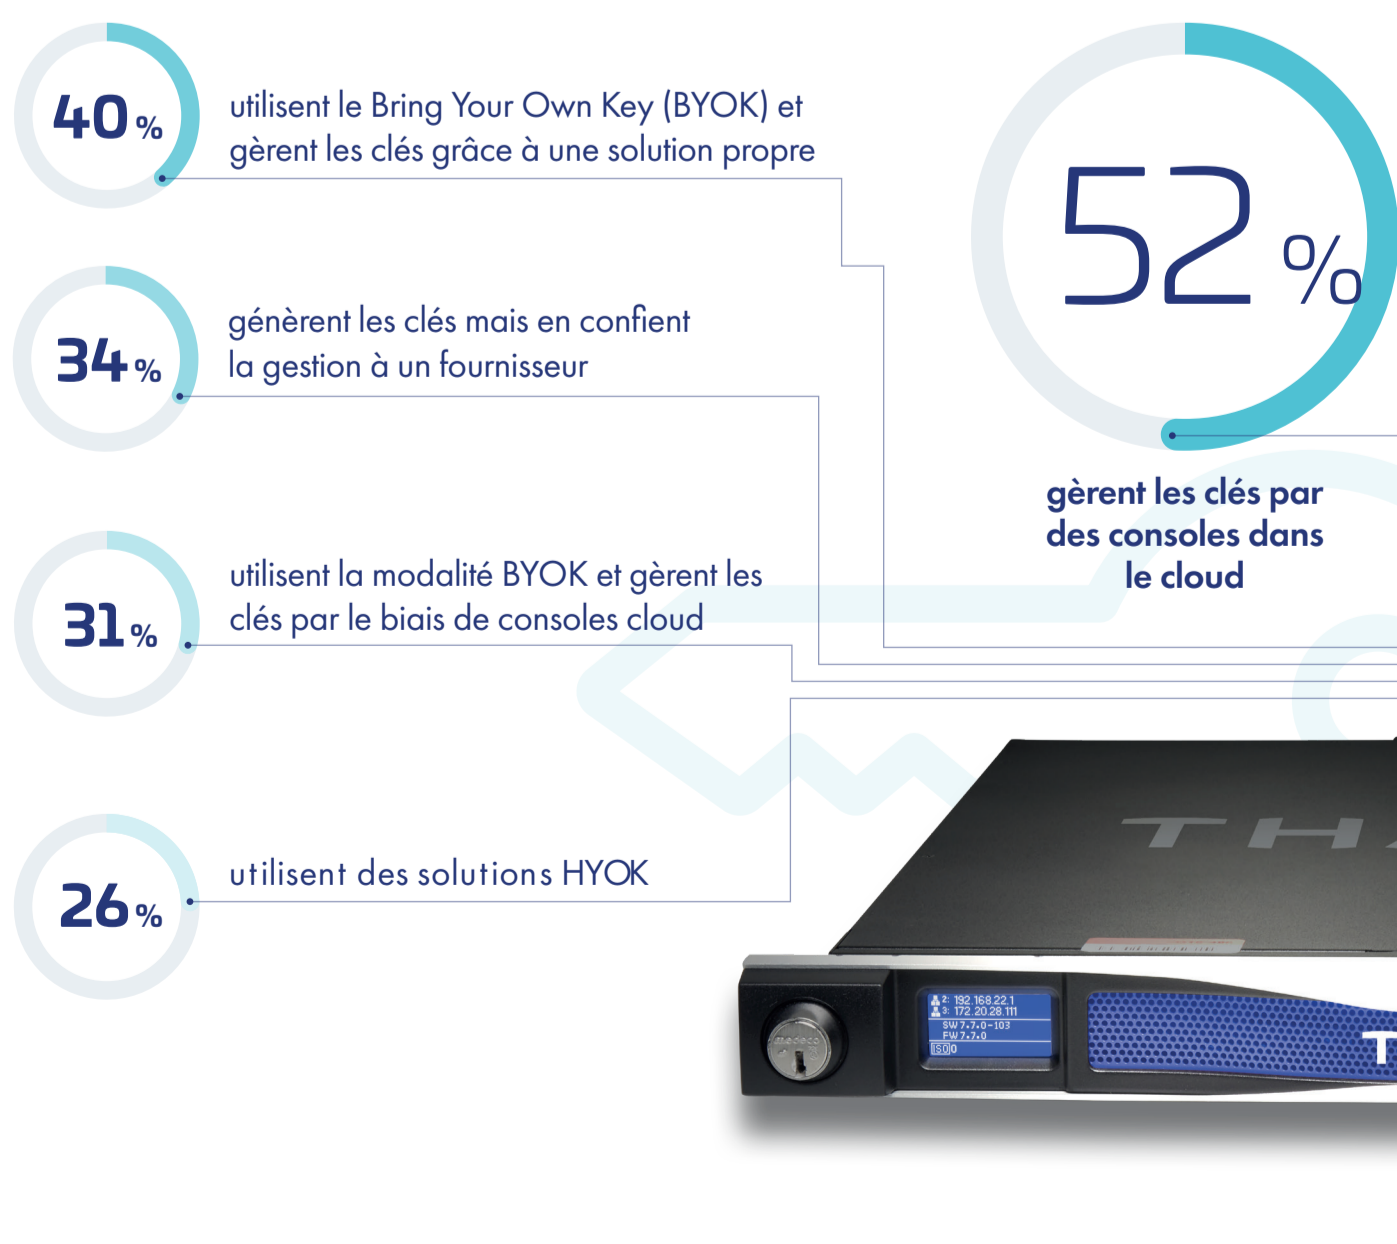 40 %
utilisent le Bring Your Own Key (BYOK) et
gèrent les clés grâce à une solution propre
34 %
génèrent les clés mais en confient
la gestion à un fournisseur
31 %
utilisent la modalité BYOK et gèrent les
clés par le biais de consoles cloud
26 %
utilisent des solutions HYOK
52 %
gèrent les clés par
des consoles dans
le cloud
TH
medeco
2: 192.168.22.1
3: 172.20.28.111
SW 7.7.0-103
FW 7.7.0
ISO 0
T